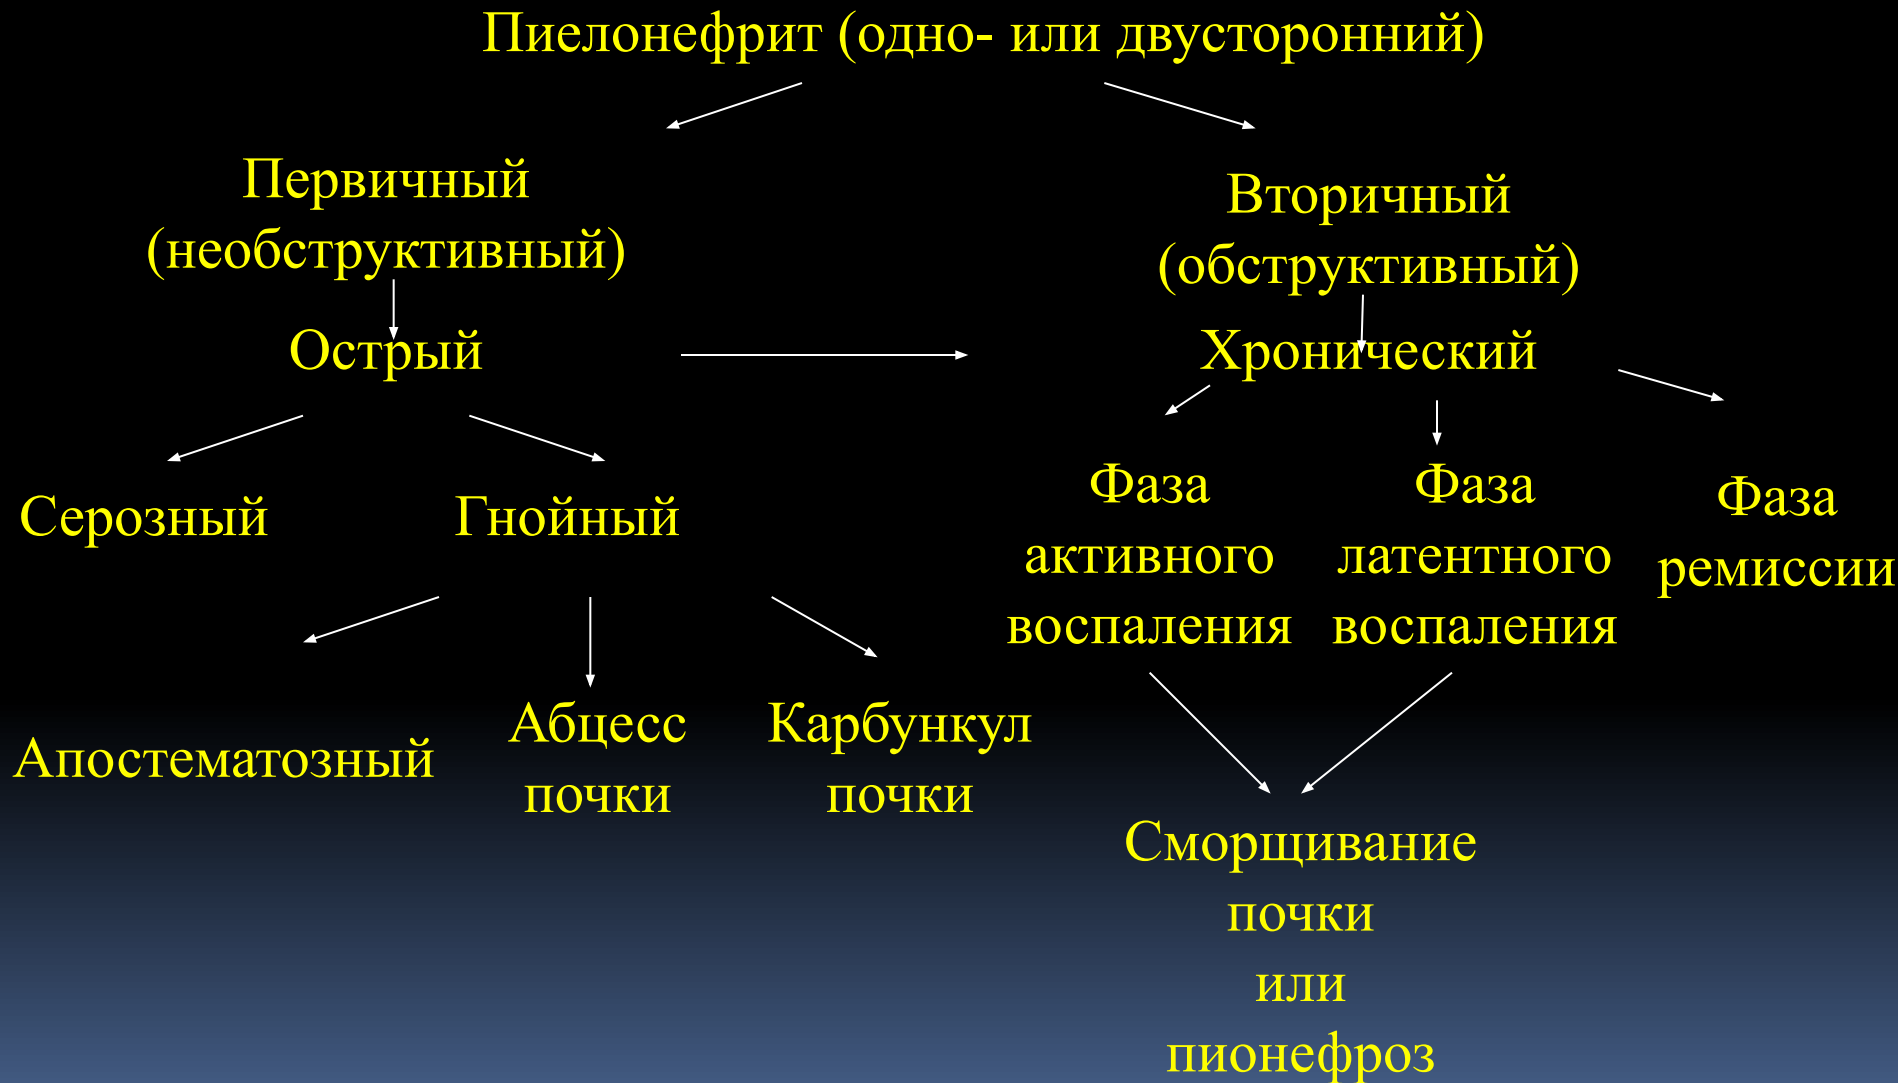 Пиелонефрит (одно- или двусторонний)
Первичный
(необструктивный)
Вторичный
(обструктивный)
Острый
Хронический
Серозный
Гнойный
Фаза
активного
воспаления
Фаза
латентного
воспаления
Фаза
ремиссии
Апостематозный
Абцесс
почки
Карбункул
почки
Сморщивание
почки
или
пионефроз